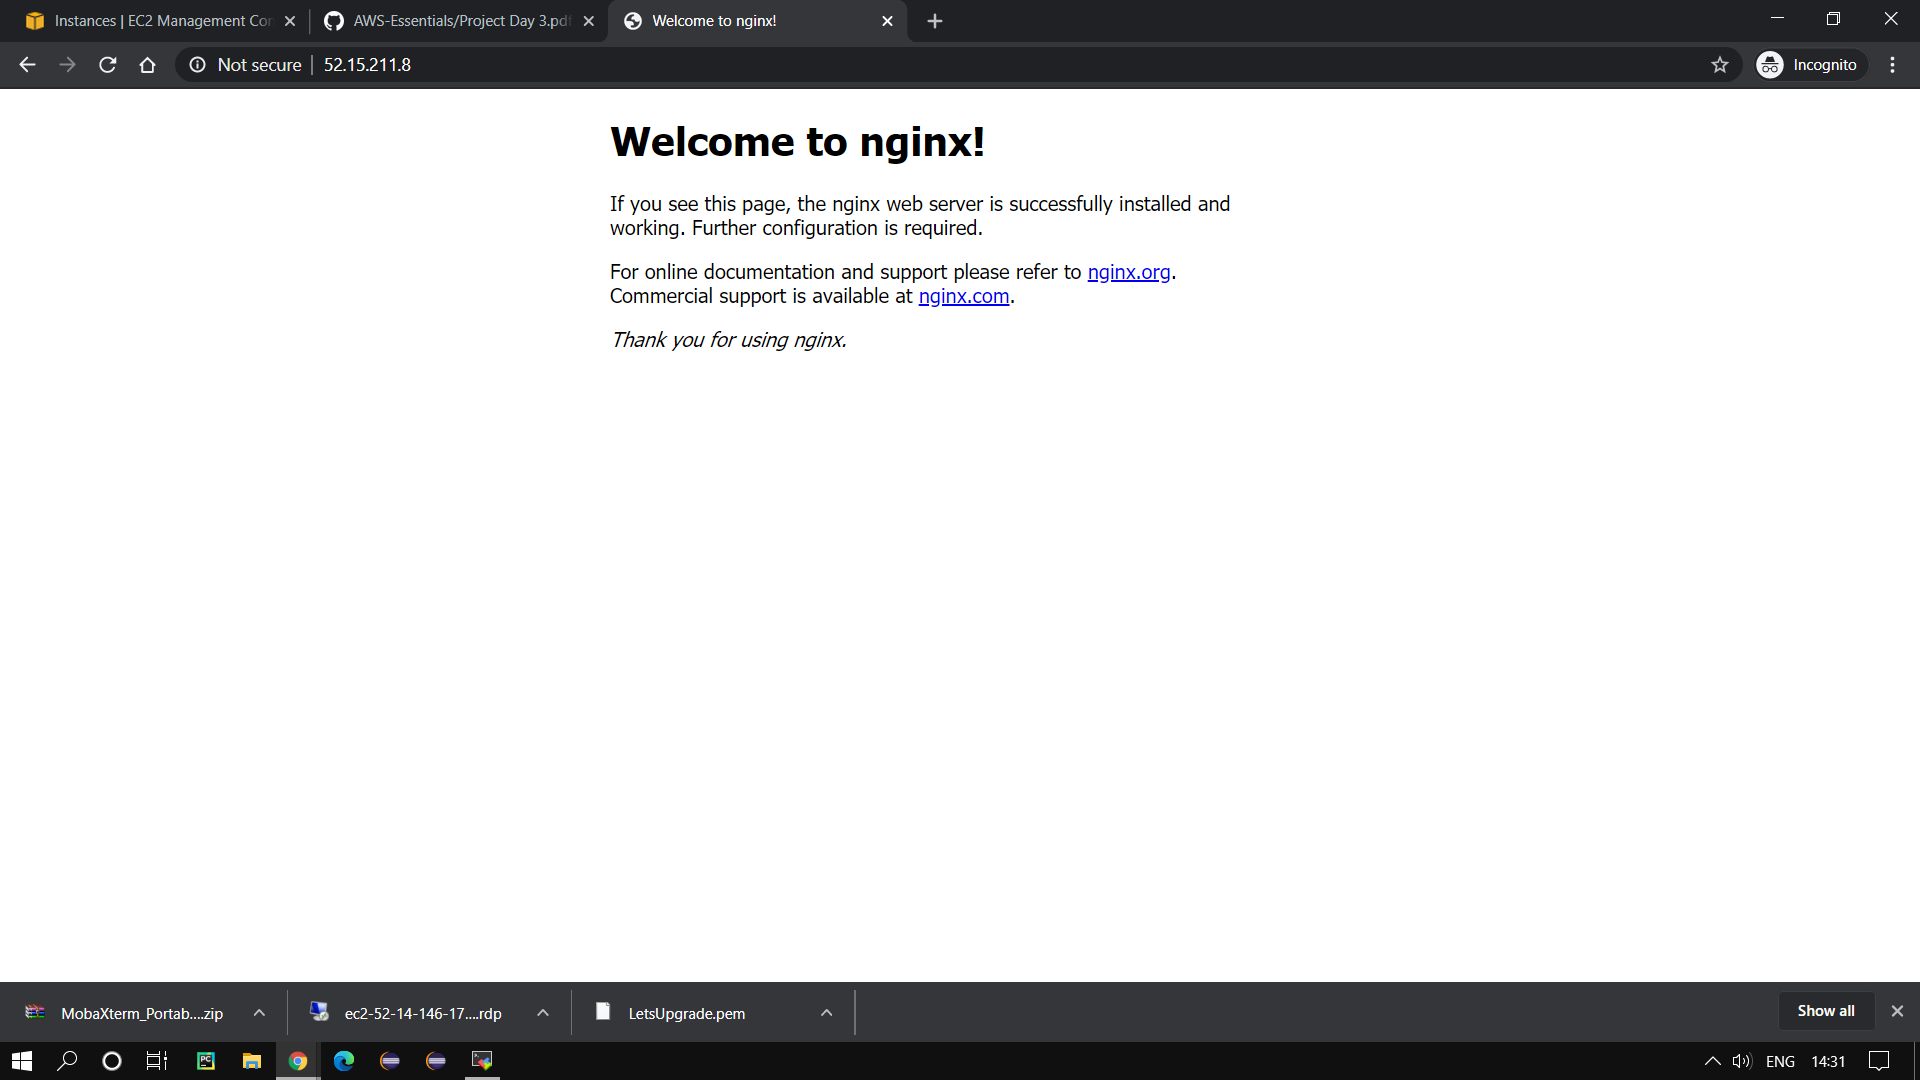 Instances | EC2 Management Con
AWS-Essentials/Project Day 3.pdf
Welcome to nginx!
Not secure
52.15.211.8
Incognito
Welcome to nginx!
If you see this page, the nginx web server is successfully installed and
working. Further configuration is required.
For online documentation and support please refer to nginx.org.
Commercial support is available at nginx.com.
Thank you for using nginx.
MobaXterm_Portab....zip
ec2-52-14-146-17....rdp
LetsUpgrade.pem
Show all
PC
ENG
14:31